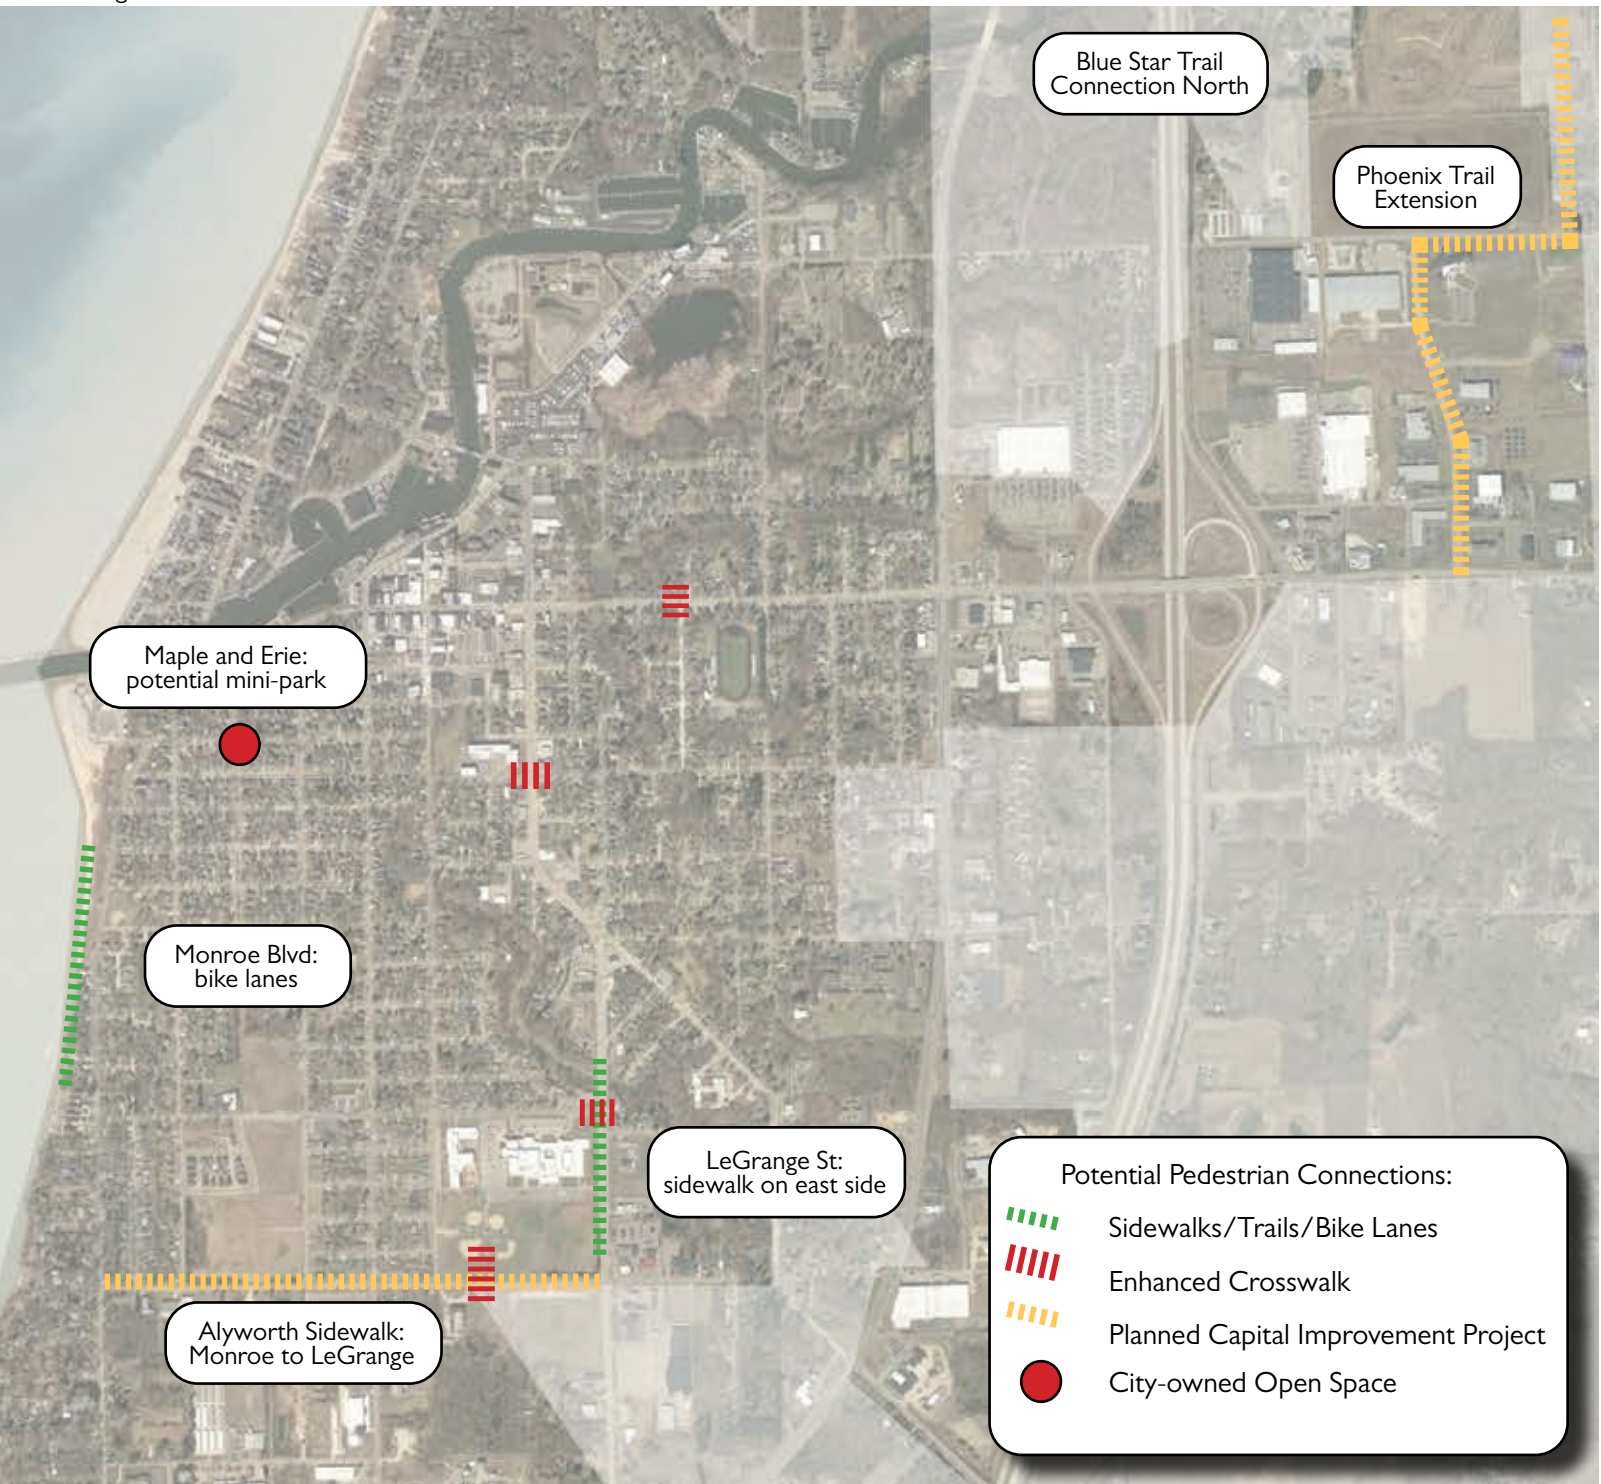 Blue Star Trail
Connection North
Phoenix Trail
Extension
Maple and Erie:
potential mini-park
Monroe Blvd:
bike lanes
LeGrange St:
sidewalk on east side
Alyworth Sidewalk:
Monroe to LeGrange
Potential Pedestrian Connections:
Sidewalks/Trails/Bike Lanes
Enhanced Crosswalk
Planned Capital Improvement Project
City-owned Open Space